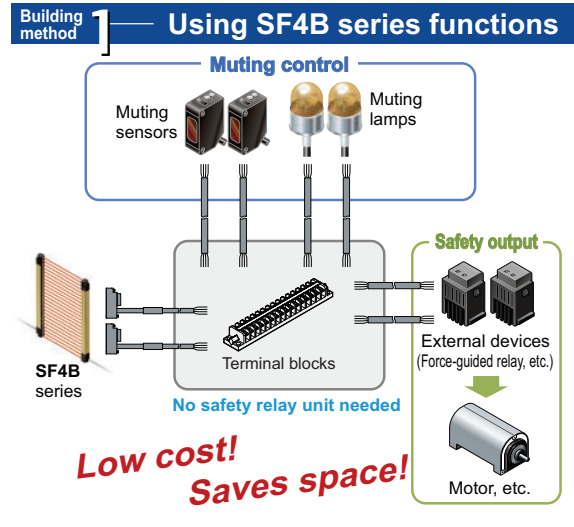 Building
method
1
Using SF4B series functions
Muting control
Muting
sensors
Muting
lamps
Safety output
SF4B
series
Terminal blocks
External devices
(Force-guided relay, etc.)
No safety relay unit needed
Motor, etc.
Low cost!
Saves space!